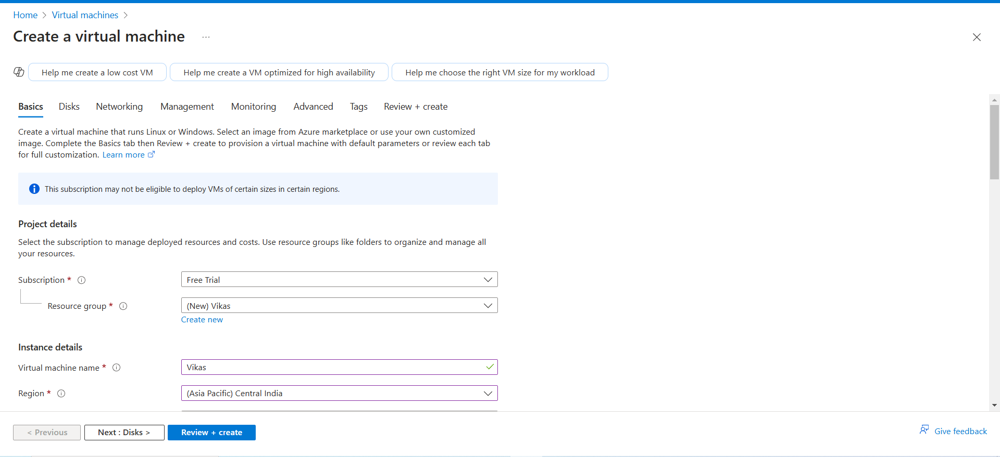 Home > Virtual machines >
Create a virtual machine ...
Help me create a low cost VM Help me create a VM optimized for high availability Help me choose the right VM size for my workload
Basics Disks Networking Management Monitoring Advanced Tags Review + create
Create a virtual machine that runs Linux or Windows. Select an image from Azure marketplace or use your own customized
image. Complete the Basics tab then Review + create to provision a virtual machine with default parameters or review each tab
for full customization. Learn more
This subscription may not be eligible to deploy VMs of certain sizes in certain regions.
Project details
Select the subscription to manage deployed resources and costs. Use resource groups like folders to organize and manage all
your resources.
Subscription * Free Trial
Resource group * (New) Vikas
Create new
Instance details
Virtual machine name * Vikas
Region * (Asia Pacific) Central India
< Previous Next : Disks > Review + create Give feedback